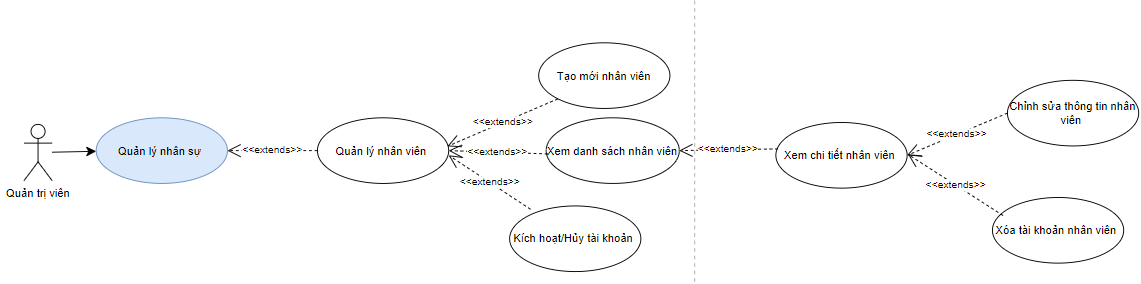 Quản trị viên
Quản lý nhân sự
<<extends>>
Quản lý nhân viên
<<extends>>
<<extends>>
<<extends>>
Tạo mới nhân viên
Xem danh sách nhân viên
Kích hoạt/Hủy tài khoản
<<extends>>
Xem chi tiết nhân viên
<<extends>>
<<extends>>
Chỉnh sửa thông tin nhân
viên
Xóa tài khoản nhân viên